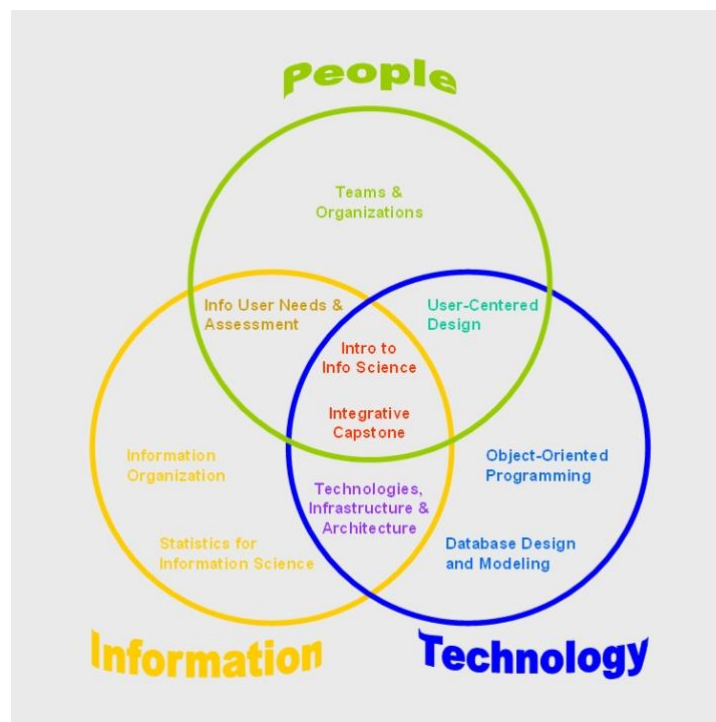 People
Teams &
Organizations
Info User Needs &
Assessment
User-Centered
Design
Intro to
Info Science
Integrative
Capstone
Information
Organization
Object-Oriented
Programming
Technologies,
Infrastructure &
Architecture
Statistics for
Information Science
Database Design
and Modeling
Information
Technology